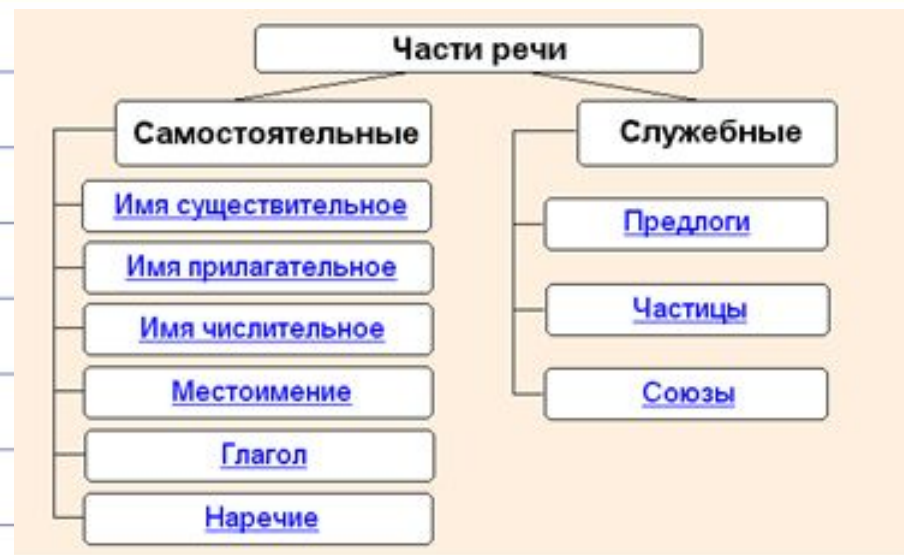 Части речи
Самостоятельные
Имя существительное
Имя прилагательное
Имя числительное
Местоимение
Глагол
Наречие
Служебные
Предлоги
Частицы
Союзы